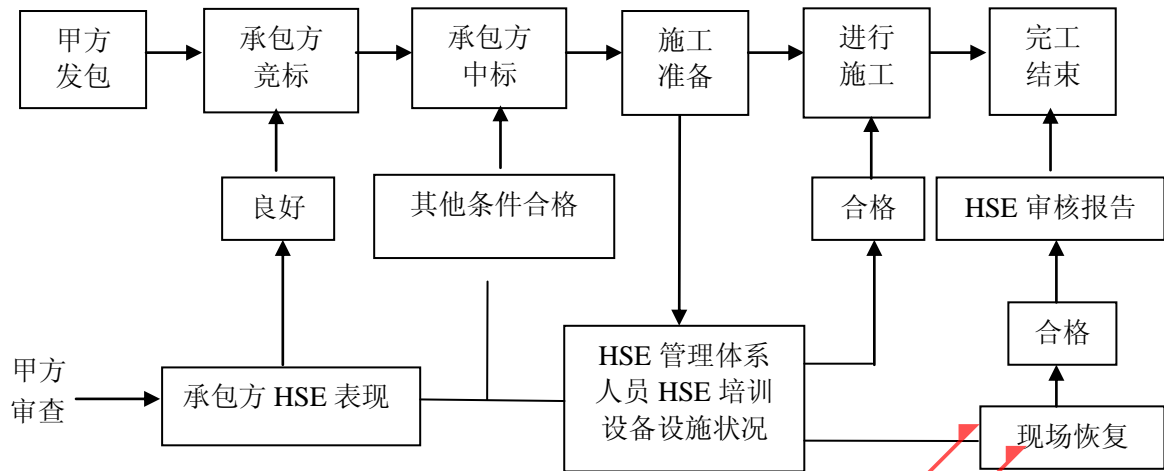 甲方
发包
承包方
竞标
承包方
中标
施工
准备
进行
施工
完工
结束
良好
其他条件合格
合格
HSE 审核报告
合格
甲方
审查
承包方 HSE 表现
HSE 管理体系
人员 HSE 培训
设备设施状况
现场恢复